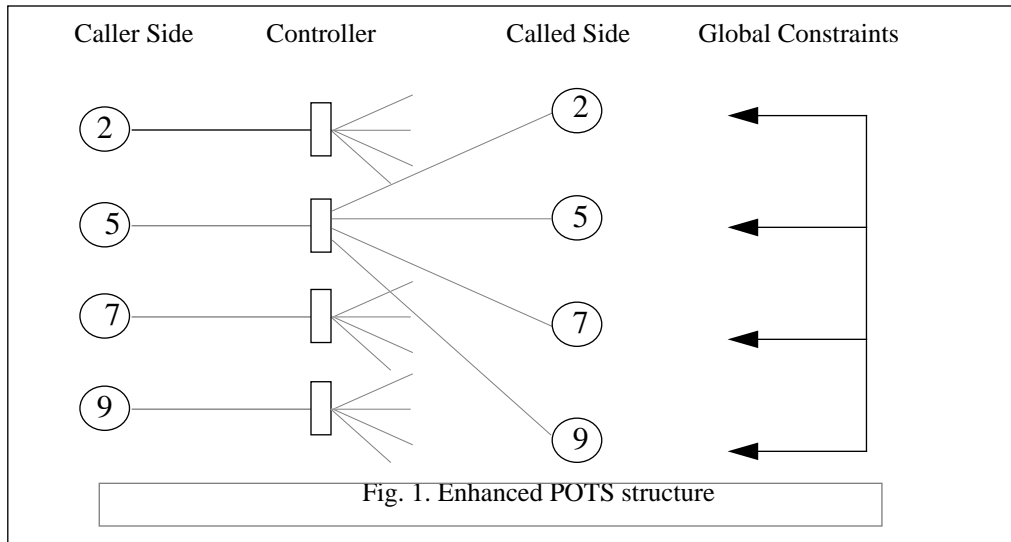 Caller Side Controller Called Side Global Constraints
2 2
5 5
7 7
9 9
Fig. 1. Enhanced POTS structure